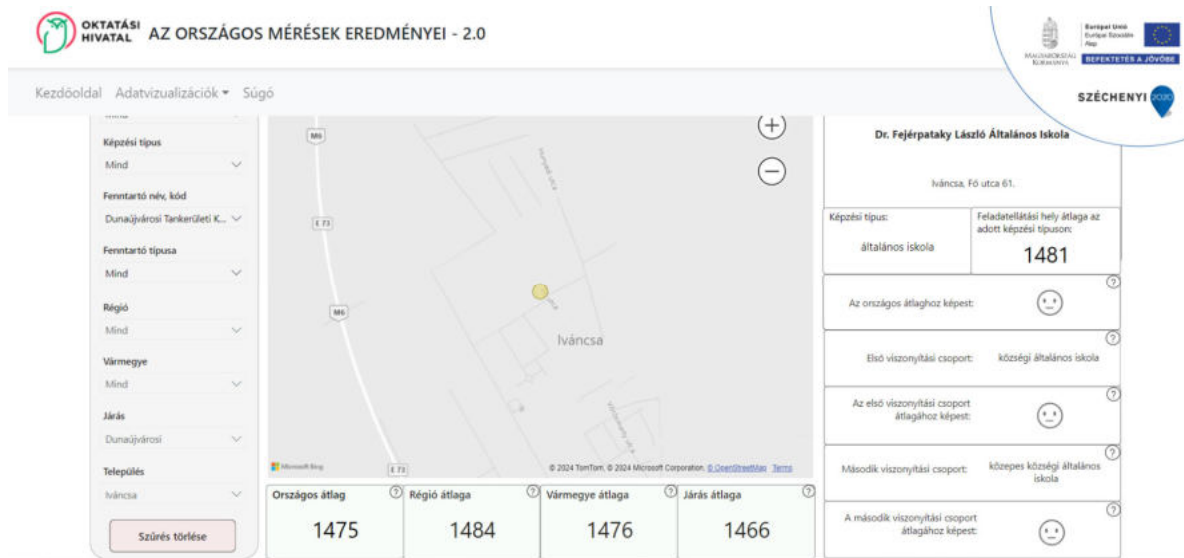 OKTATÁSI
HIVATAL
AZ ORSZÁGOS MÉRÉSEK EREDMÉNYEI - 2.0
MAGYARORSZÁG
KORMÁNYA
Európai Unió
Európai Szociális
Alap
BEFEKTETÉS A JÖVŐBE
SZÉCHENYI 2020
Kezdőoldal Adatvizualizációk Súgó
Mind
Képzési típus
Mind
Fenntartó név, kód
Dunaújvárosi Tankerületi K...
Fenntartó típusa
Mind
Régió
Mind
Vármegye
Mind
Járás
Dunaújvárosi
Település
Iváncsa
Szűrés törlése
M6
Hunyadi utca
E 73
utca
M6
Iváncsa
Vörösmarty utca
E 73
Microsoft Bing
© 2024 TomTom, © 2024 Microsoft Corporation, © OpenStreetMap Terms
Országos átlag
1475
Régió átlaga
1484
Vármegye átlaga
1476
Járás átlaga
1466
Dr. Fejérpataky László Általános Iskola
Iváncsa, Fő utca 61.
Képzési típus:
általános iskola
Feladatellátási hely átlaga az
adott képzési típuson:
1481
Az országos átlaghoz képest:
Első viszonyítási csoport: községi általános iskola
Az első viszonyítási csoport
átlagához képest:
Második viszonyítási csoport: közepes községi általános
iskola
A második viszonyítási csoport
átlagához képest: